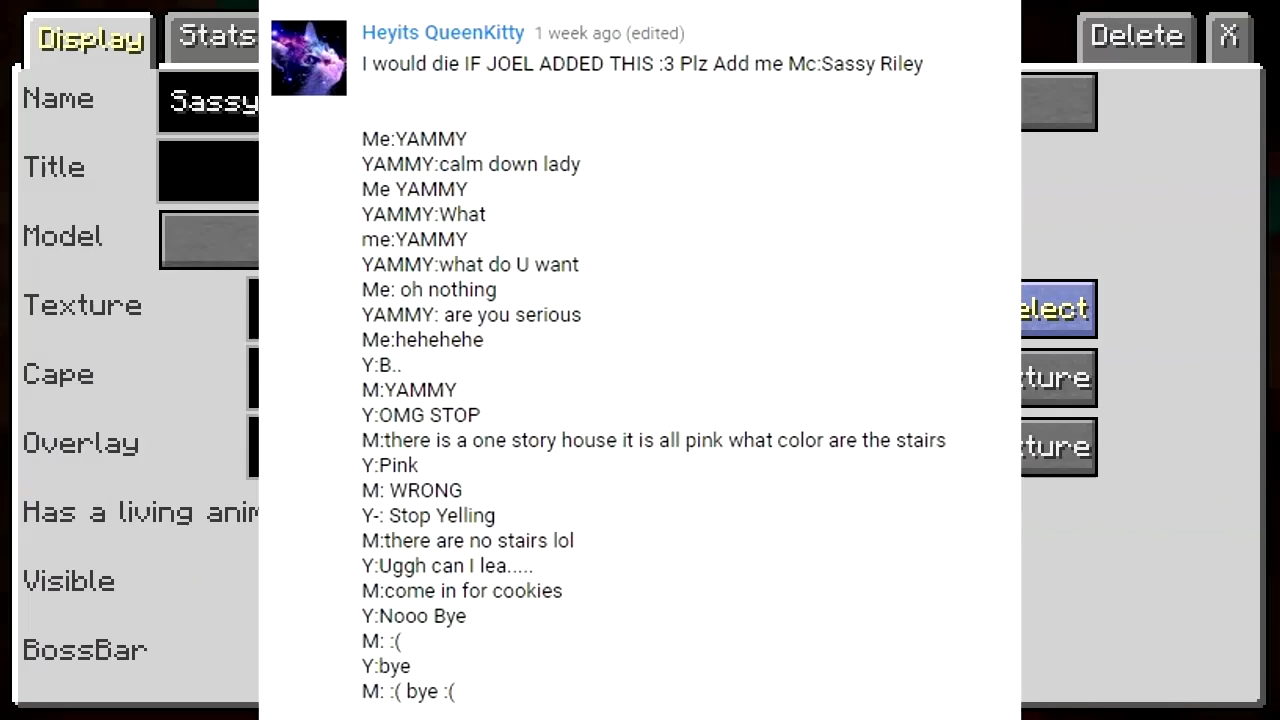 Display
Stats
Delete
X
Name
Sassy
Title
Model
Texture
elect
Cape
xture
Overlay
xture
Has a living anim
Visible
BossBar
Heyits QueenKitty 1 week ago (edited)
I would die IF JOEL ADDED THIS :3 Plz Add me Mc:Sassy Riley
Me:YAMMY
YAMMY:calm down lady
Me YAMMY
YAMMY:What
me:YAMMY
YAMMY:what do U want
Me: oh nothing
YAMMY: are you serious
Me:hehehehe
Y:B..
M:YAMMY
Y:OMG STOP
M:there is a one story house it is all pink what color are the stairs
Y:Pink
M: WRONG
Y-: Stop Yelling
M:there are no stairs lol
Y:Uggh can I lea.....
M:come in for cookies
Y:Nooo Bye
M: :(
Y:bye
M: :( bye :(